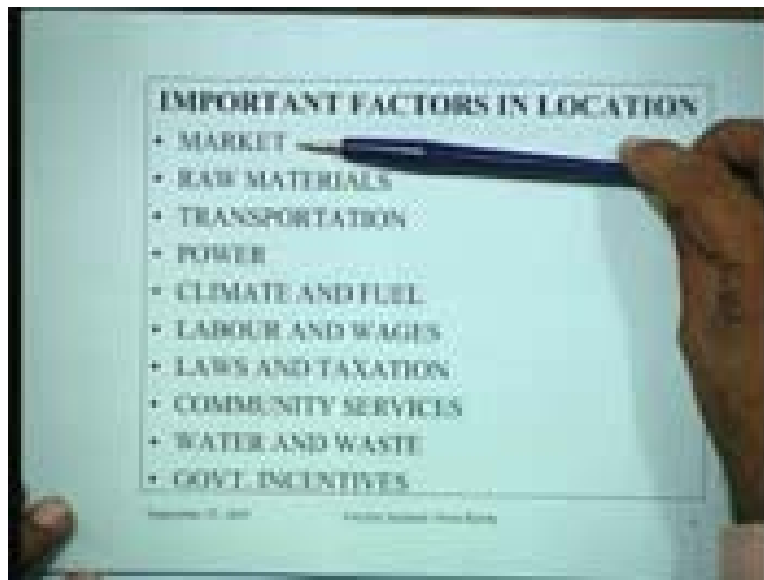 IMPORTANT FACTORS IN LOCATION
• MARKET
• RAW MATERIALS
• TRANSPORTATION
• POWER
• CLIMATE AND FUEL
• LABOUR AND WAGES
• LAWS AND TAXATION
• COMMUNITY SERVICES
• WATER AND WASTE
• GOVT. INCENTIVES